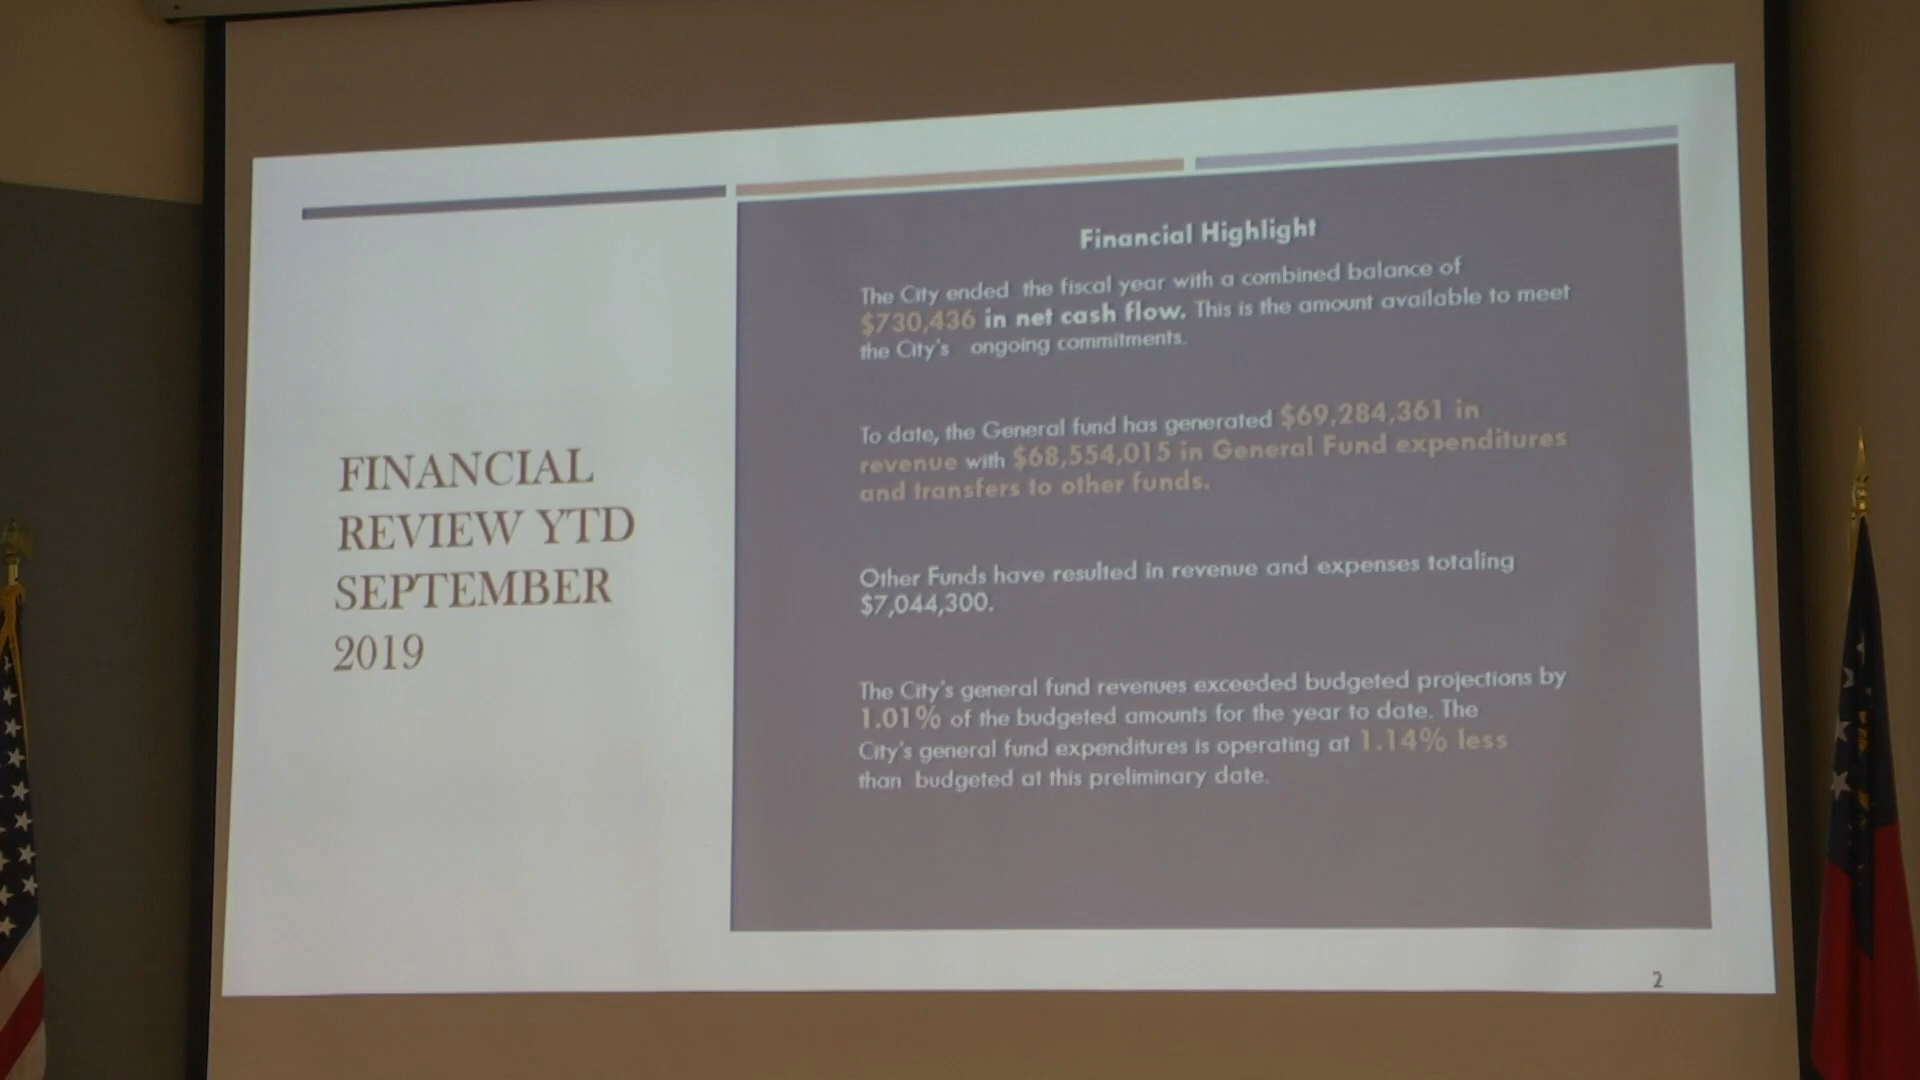 FINANCIAL
REVIEW YTD
SEPTEMBER
2019
Financial Highlight
The City ended the fiscal year with a combined balance of
$730,436 in net cash flow. This is the amount available to meet
the City's ongoing commitments.
To date, the General fund has generated $69,284,361 in
revenue with $68,554,015 in General Fund expenditures
and transfers to other funds.
Other Funds have resulted in revenue and expenses totaling
$7,044,300.
The City's general fund revenues exceeded budgeted projections by
1.01% of the budgeted amounts for the year to date. The
City's general fund expenditures is operating at 1.14% less
than budgeted at this preliminary date.
2